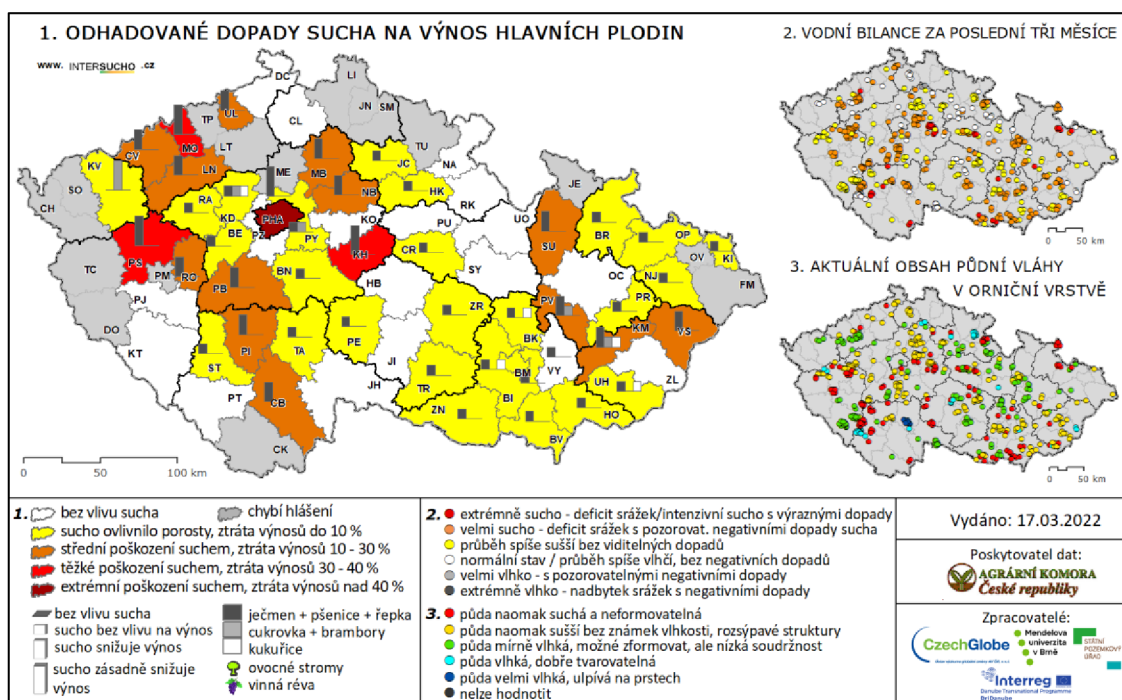 1. ODHADOVANÉ DOPADY SUCHA NA VÝNOS HLAVNÍCH PLODIN
www. INTERSUCHO .cz
DC
LI
UL
TP
CL
JN
SM
MO
LT
TU
CV
LN
ME
MB
JC
NA
KV
SO
RA
NB
HK
JE
CH
KD
PHA
KO
RK
PU
UO
BE
PZ
PY
KH
CR
SU
BR
OP
PS
TC
PM
RO
BN
HB
SY
OV
KI
PB
OC
NJ
FM
PJ
ZR
PV
PR
DO
KT
ST
PI
TA
PE
JI
BK
KM
VS
VY
PT
CB
JH
TR
BM
UH
ZL
ZN
BI
HO
BV
CK
0 50 100 km
2. VODNÍ BILANCE ZA POSLEDNÍ TŘI MĚSÍCE
0 50 km
3. AKTUÁLNÍ OBSAH PŮDNÍ VLÁHY
V ORNIČNÍ VRSTVĚ
0 50 km
1. bez vlivu sucha chybí hlášení
sucho ovlivnilo porosty, ztráta výnosů do 10 %
střední poškození suchem, ztráta výnosů 10 - 30 %
těžké poškození suchem, ztráta výnosů 30 - 40 %
extrémní poškození suchem, ztráta výnosů nad 40 %
bez vlivu sucha
sucho bez vlivu na výnos
sucho snižuje výnos
sucho zásadně snižuje
výnos
ječmen + pšenice + řepka
cukrovka + brambory
kukuřice
ovocné stromy
vinná réva
2. extrémně sucho - deficit srážek/intenzivní sucho s výraznými dopady
velmi sucho - deficit srážek s pozorovat. negativními dopady sucha
průběh spíše sušší bez viditelných dopadů
normální stav / průběh spíše vlhčí, bez negativních dopadů
velmi vlhko - s pozorovatelnými negativními dopady
extrémně vlhko - nadbytek srážek s negativními dopady
3. půda naomak suchá a neformovatelná
půda naomak sušší bez známek vlhkosti, rozsýpavé struktury
půda mírně vlhká, možné zformovat, ale nízká soudržnost
půda vlhká, dobře tvarovatelná
půda velmi vlhká, ulpívá na prstech
nelze hodnotit
Vydáno: 17.03.2022
Poskytovatel dat:
AGRÁRNÍ KOMORA
České republiky
Zpracovatelé:
CzechGlobe
Mendelova
univerzita
v Brně
STÁTNÍ
POZEMKOVÝ
ÚŘAD
Interreg
Danube Transnational Programme